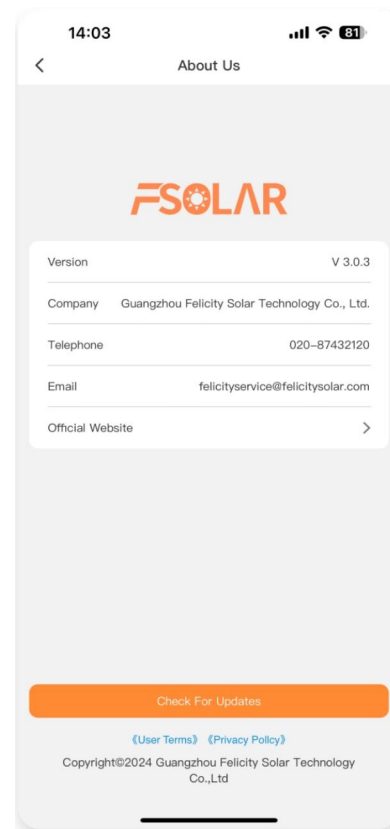 14:03
81
About Us
FSOLAR
Version V 3.0.3
Company Guangzhou Felicity Solar Technology Co., Ltd.
Telephone 020–87432120
Email felicityservice@felicitysolar.com
Official Website
Check For Updates
《User Terms》 《Privacy Policy》
Copyright©2024 Guangzhou Felicity Solar Technology
Co.,Ltd